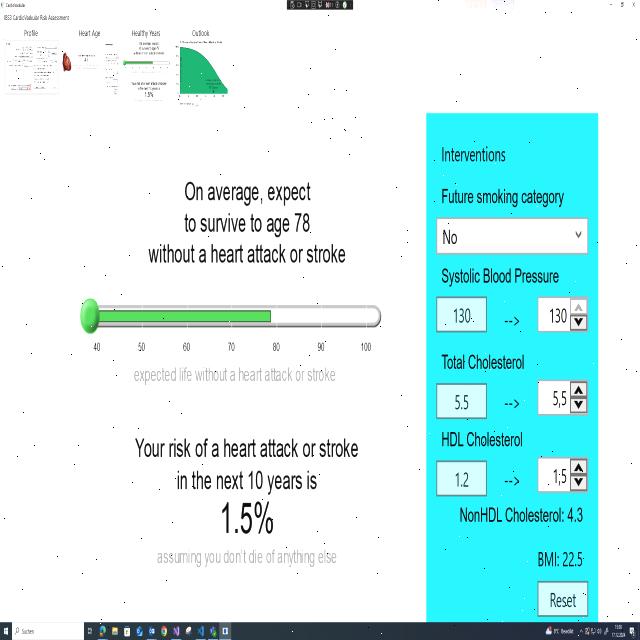 CardioVaskulär
JBS3 CardioVaskular Risk Assessment
Profile
Heart Age
Healthy Years
Outlook
On average, expect
to survive to age 78
without a heart attack or stroke
40 50 60 70 80 90 100
expected life without a heart attack or stroke
Your risk of a heart attack or stroke
in the next 10 years is
1.5%
assuming you don't die of anything else
Interventions
Future smoking category
No
Systolic Blood Pressure
130 --> 130
Total Cholesterol
5.5 --> 5,5
HDL Cholesterol
1.2 --> 1,5
NonHDL Cholesterol: 4.3
BMI: 22.5
Reset
Suchen